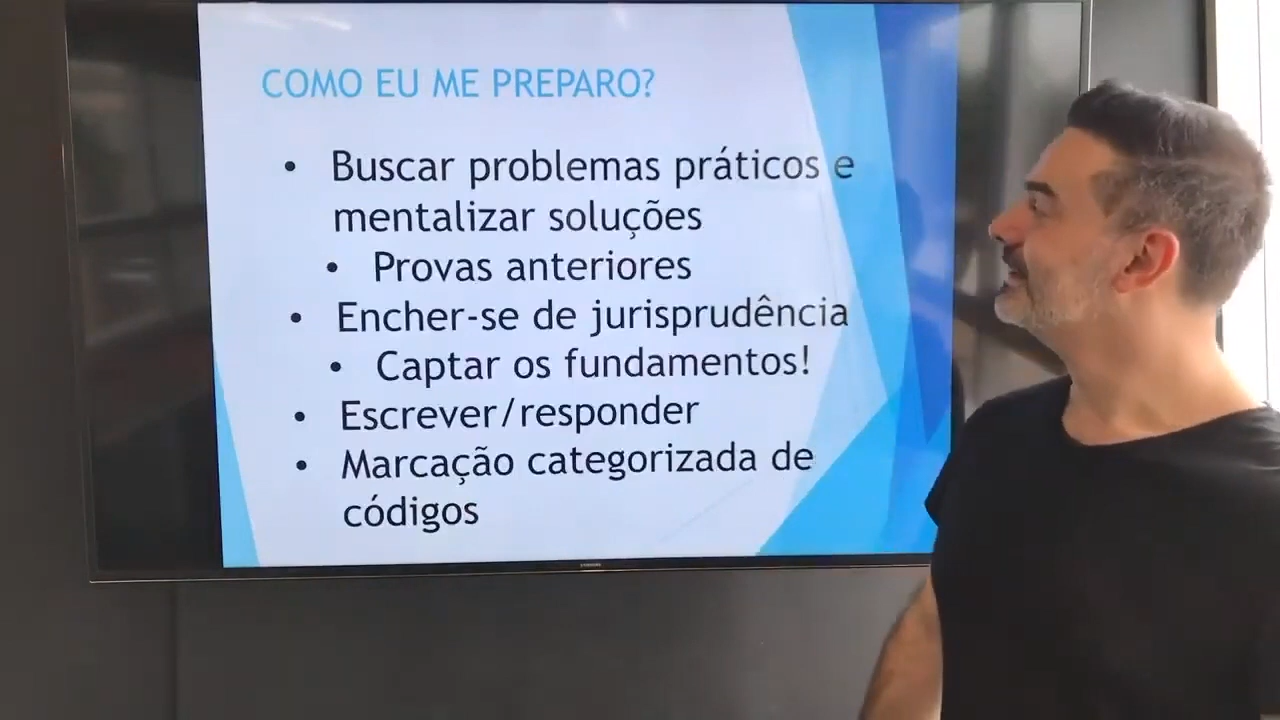 COMO EU ME PREPARO?
• Buscar problemas práticos e
mentalizar soluções
• Provas anteriores
• Encher-se de jurisprudência
• Captar os fundamentos!
• Escrever/responder
• Marcação categorizada de
códigos
SAMSUNG